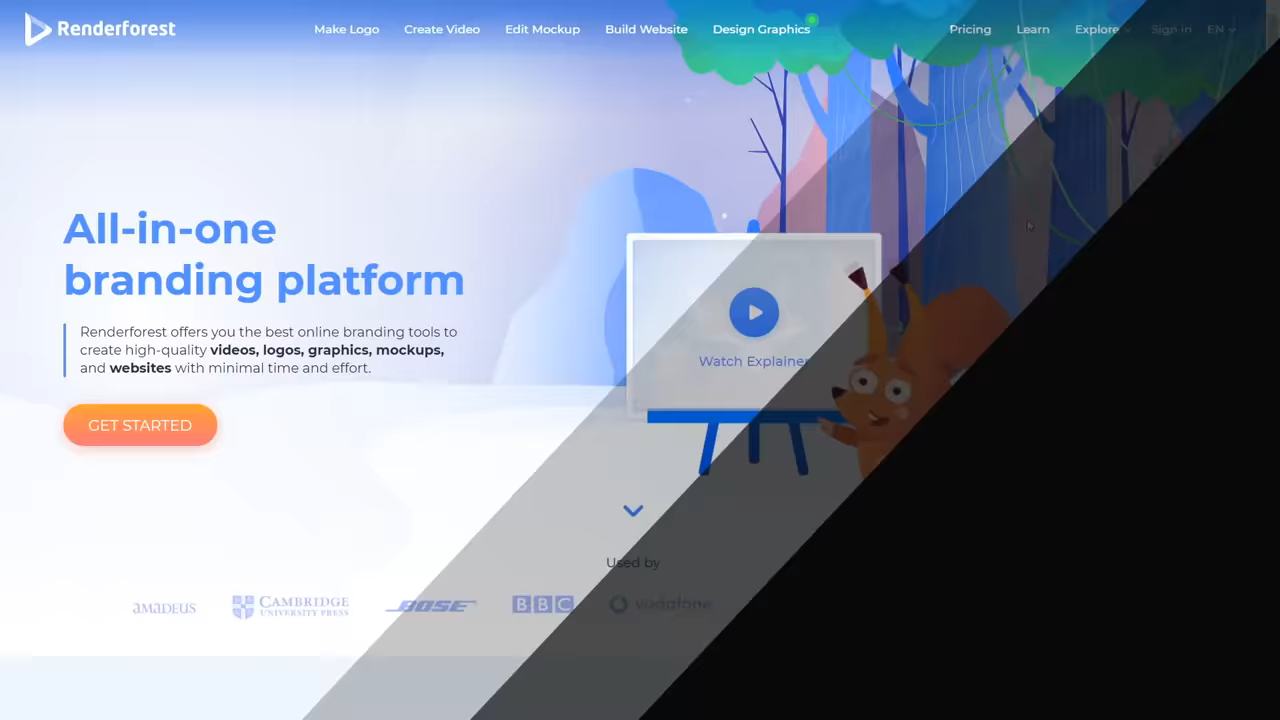 Renderforest
Make Logo Create Video Edit Mockup Build Website Design Graphics Pricing Learn Explore Sign in EN
All-in-one
branding platform
Renderforest offers you the best online branding tools to
create high-quality videos, logos, graphics, mockups,
and websites with minimal time and effort.
GET STARTED
Watch Explainer
Used by
amaDEUS
CAMBRIDGE
UNIVERSITY PRESS
BOSE
BBC
vodafone